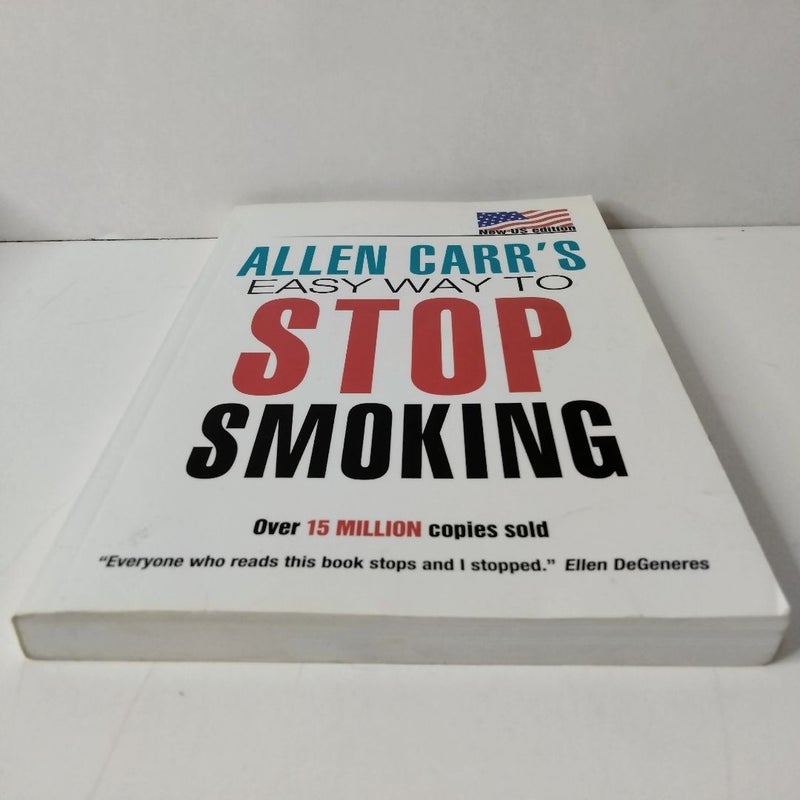 New US edition
ALLEN CARR'S
EASY WAY TO
STOP
SMOKING
Over 15 MILLION copies sold
“Everyone who reads this book stops and I stopped.” Ellen DeGeneres